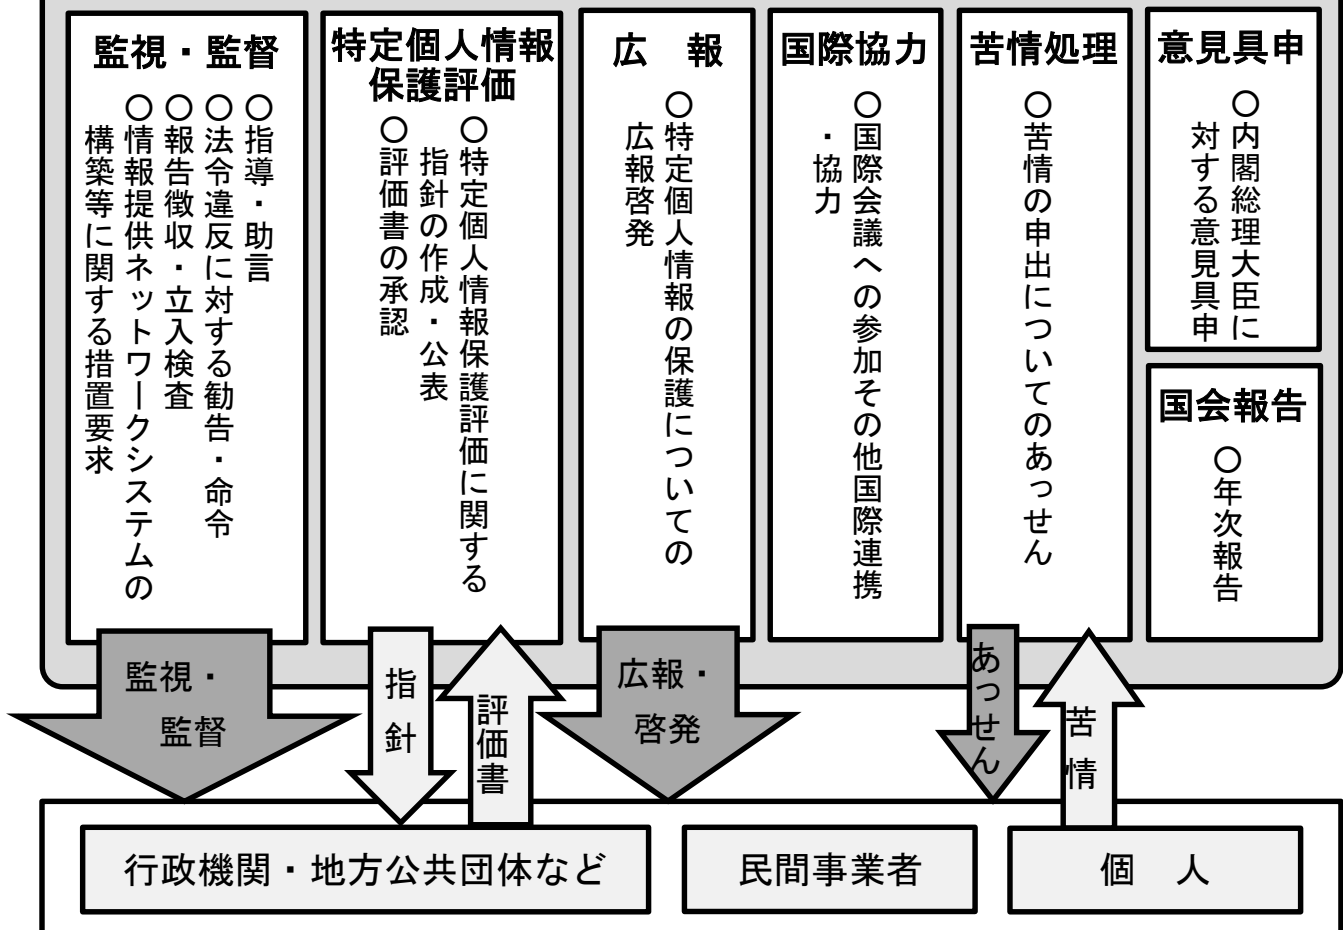 監視・監督
○指導・助言
○法令違反に対する勧告・命令
○報告徴収・立入検査
○情報提供ネットワークシステムの
構築等に関する措置要求
特定個人情報
保護評価
○特定個人情報保護評価に関する
指針の作成・公表
○評価書の承認
広　報
○特定個人情報の保護についての
広報啓発
国際協力
○国際会議への参加その他国際連携
・協力
苦情処理
○苦情の申出についてのあっせん
意見具申
○内閣総理大臣に
対する意見具申
国会報告
○年次報告
監視・
監督
指針
評価書
広報・
啓発
あっせん
苦情
行政機関・地方公共団体など
民間事業者
個　人